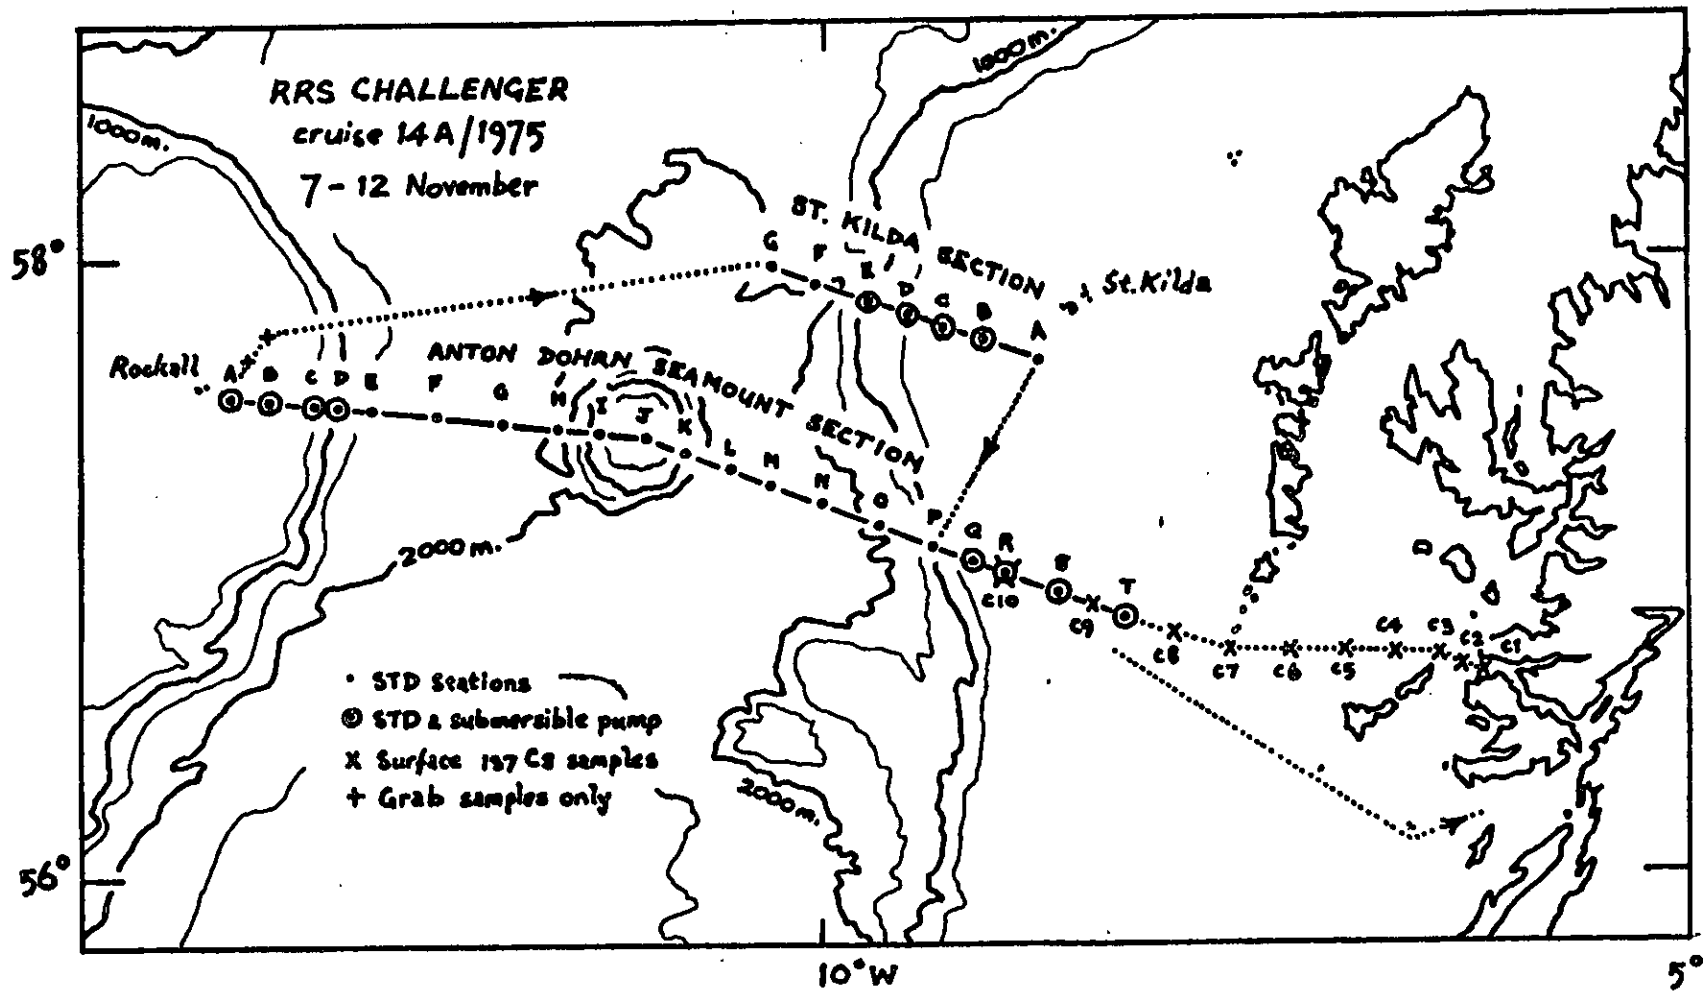 RRS CHALLENGER
cruise 14A/1975
7-12 November
1000m.
1000m.
58°
56°
10°W
5°
ST. KILDA SECTION
G F E D C B A
St. Kilda
Rockall
ANTON DOHRN SEAMOUNT SECTION
A B C D E F G H I J K L M N O P Q R S T
2000m.
2000m.
C10 C9 C8 C7 C6 C5 C4 C3 C2 C1
• STD Stations
◎ STD & submersible pump
x Surface 137 Cs samples
+ Grab samples only